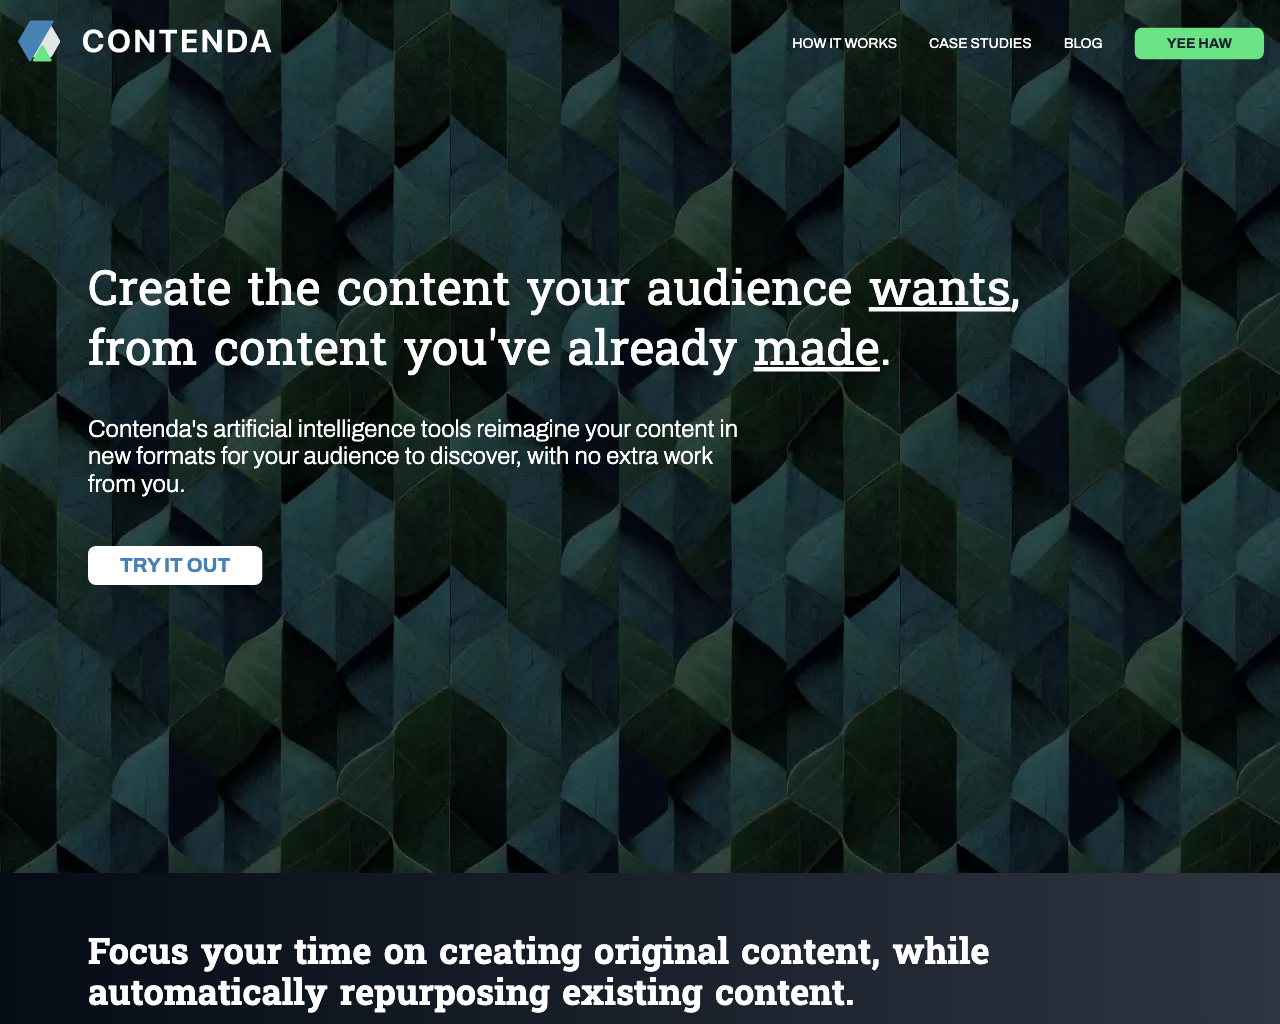 CONTENDA
HOW IT WORKS
CASE STUDIES
BLOG
YEE HAW
Create the content your audience wants,
from content you've already made.
Contenda's artificial intelligence tools reimagine your content in
new formats for your audience to discover, with no extra work
from you.
TRY IT OUT
Focus your time on creating original content, while
automatically repurposing existing content.